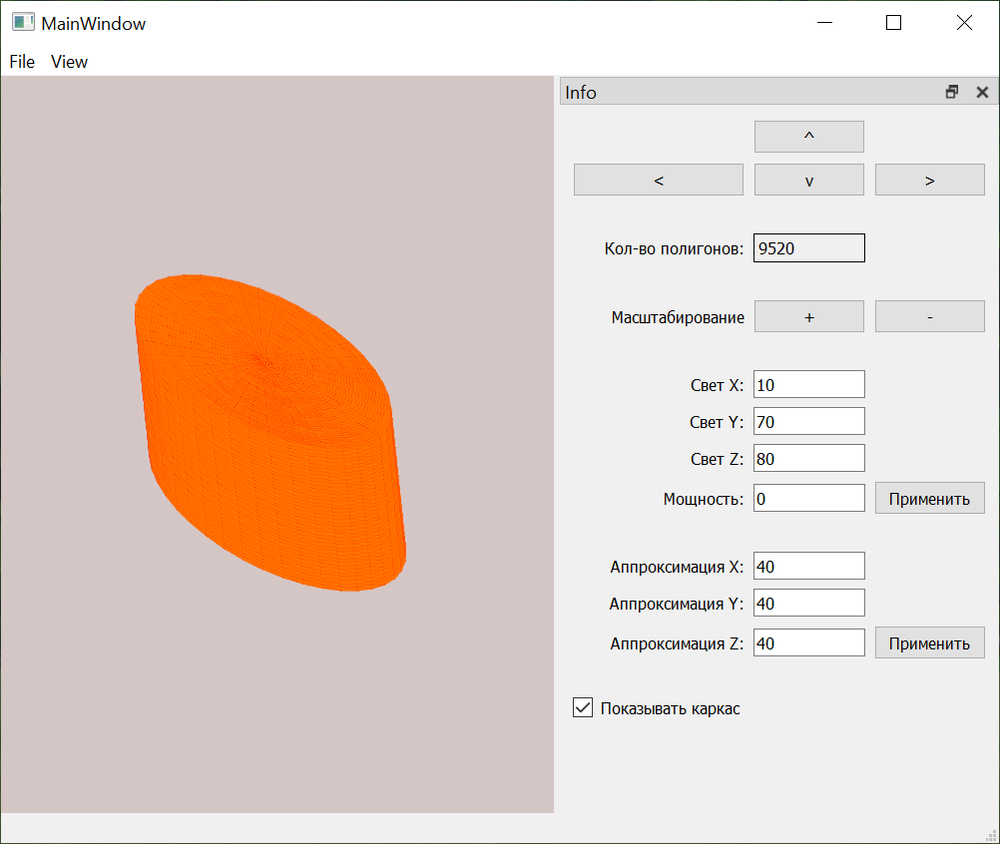 MainWindow
File View
Info
^
< v >
Кол-во полигонов: 9520
Масштабирование + -
Свет X: 10
Свет Y: 70
Свет Z: 80
Мощность: 0 Применить
Аппроксимация X: 40
Аппроксимация Y: 40
Аппроксимация Z: 40 Применить
Показывать каркас